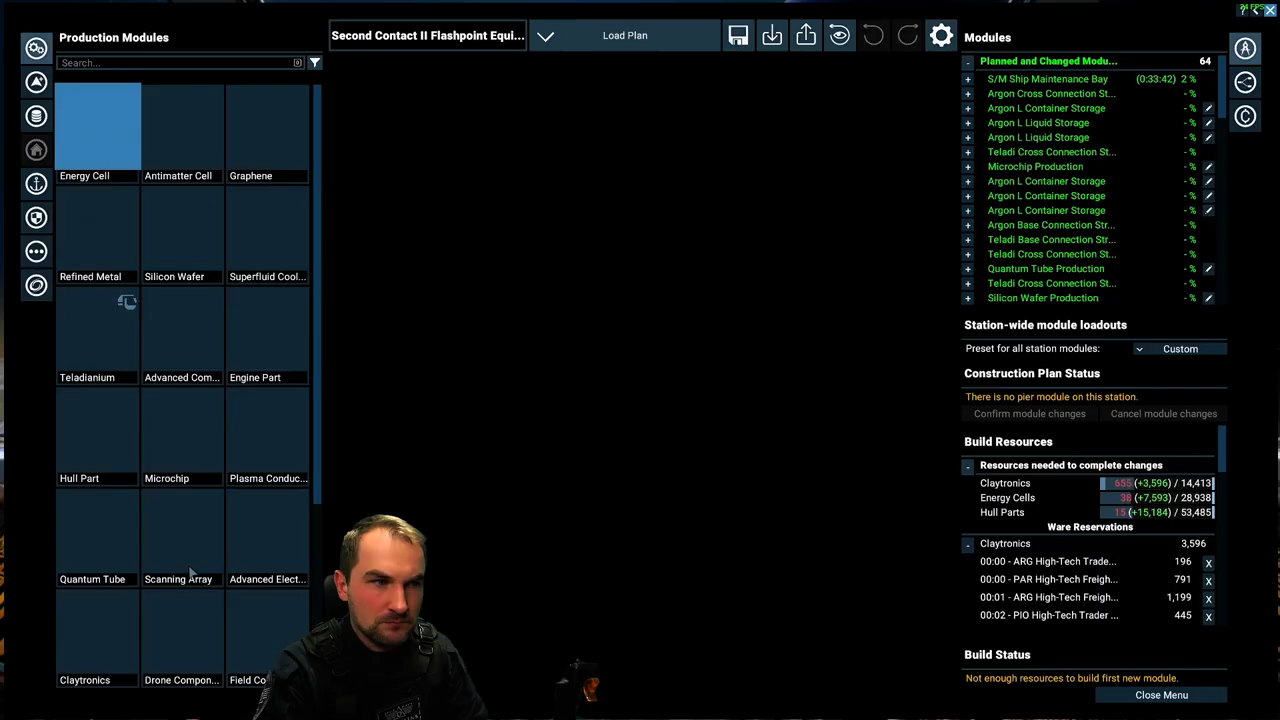 24 FPS
?
Production Modules
Second Contact II Flashpoint Equi...
Load Plan
Search...
Energy Cell
Antimatter Cell
Graphene
Refined Metal
Silicon Wafer
Superfluid Cool...
Teladianium
Advanced Com...
Engine Part
Hull Part
Microchip
Plasma Conduc...
Quantum Tube
Scanning Array
Advanced Elect...
Claytronics
Drone Compon...
Field Co
Modules
- Planned and Changed Modu... 64
+ S/M Ship Maintenance Bay (0:33:42) 2 %
+ Argon Cross Connection St... - %
+ Argon L Container Storage - %
+ Argon L Liquid Storage - %
+ Argon L Liquid Storage - %
+ Teladi Cross Connection St... - %
+ Microchip Production - %
+ Argon L Container Storage - %
+ Argon L Container Storage - %
+ Argon L Container Storage - %
+ Argon Base Connection Str... - %
+ Teladi Base Connection Str... - %
+ Teladi Cross Connection St... - %
+ Quantum Tube Production - %
+ Teladi Cross Connection St... - %
+ Silicon Wafer Production - %
Station-wide module loadouts
Preset for all station modules: Custom
Construction Plan Status
There is no pier module on this station.
Confirm module changes Cancel module changes
Build Resources
- Resources needed to complete changes
Claytronics 655 (+3,596) / 14,413
Energy Cells 38 (+7,593) / 28,938
Hull Parts 15 (+15,184) / 53,485
Ware Reservations
- Claytronics 3,596
00:00 - ARG High-Tech Trade... 196 X
00:00 - PAR High-Tech Freigh... 791 X
00:01 - ARG High-Tech Freigh... 1,199 X
00:02 - PIO High-Tech Trader ... 445 X
Build Status
Not enough resources to build first new module.
Close Menu